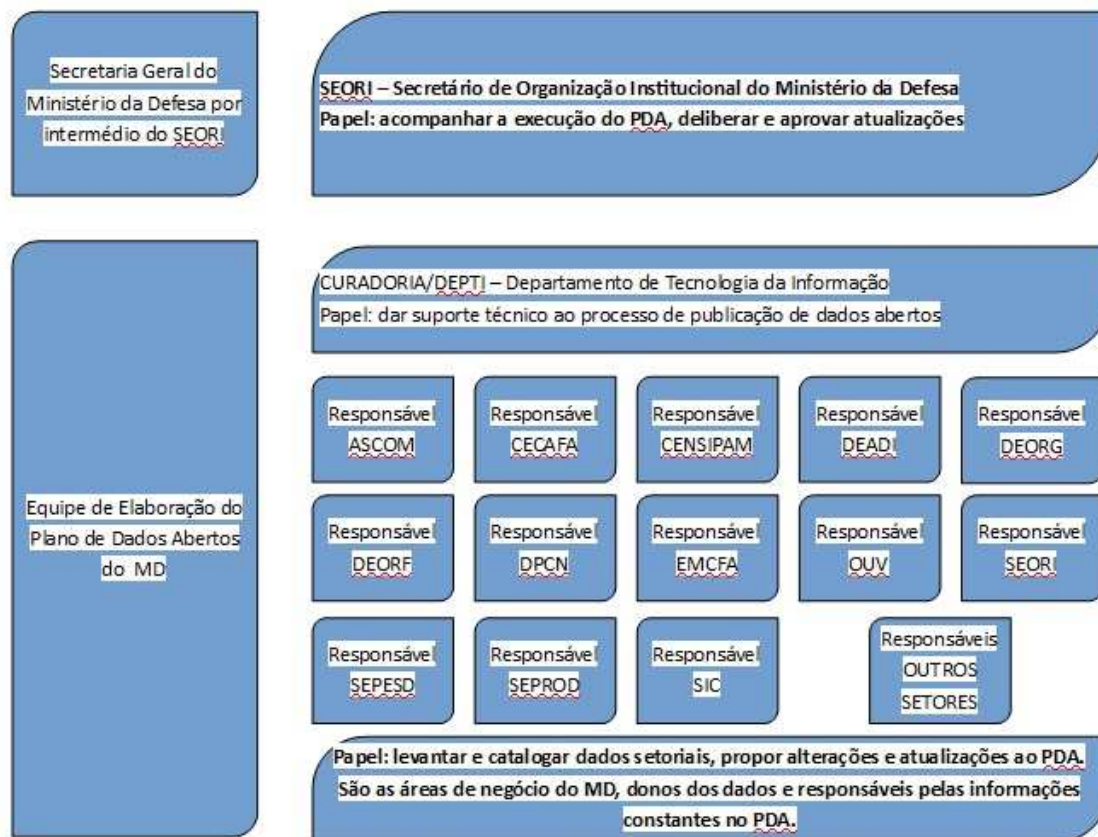 Secretaria Geral do
Ministério da Defesa por
intermédio do SEORI
SEORI – Secretário de Organização Institucional do Ministério da Defesa
Papel: acompanhar a execução do PDA, deliberar e aprovar atualizações
Equipe de Elaboração do
Plano de Dados Abertos
do MD
CURADORIA/DEPTI – Departamento de Tecnologia da Informação
Papel: dar suporte técnico ao processo de publicação de dados abertos
Responsável
ASCOM
Responsável
CECAFA
Responsável
CENSIPAM
Responsável
DEADI
Responsável
DEORG
Responsável
DEORF
Responsável
DPCN
Responsável
EMCFA
Responsável
OUV
Responsável
SEORI
Responsável
SEPESD
Responsável
SEPROD
Responsável
SIC
Responsáveis
OUTROS
SETORES
Papel: levantar e catalogar dados setoriais, propor alterações e atualizações ao PDA.
São as áreas de negócio do MD, donos dos dados e responsáveis pelas informações
constantes no PDA.